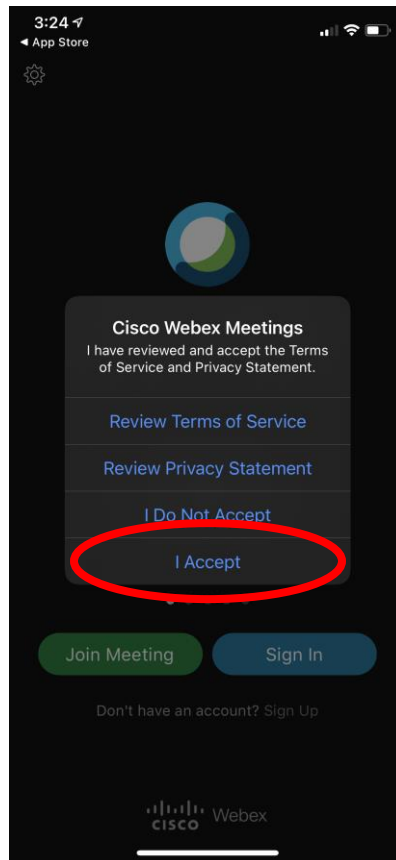 3:24
◀ App Store
Cisco Webex Meetings
I have reviewed and accept the Terms
of Service and Privacy Statement.
Review Terms of Service
Review Privacy Statement
I Do Not Accept
I Accept
Join Meeting
Sign In
Don't have an account? Sign Up
CISCO Webex